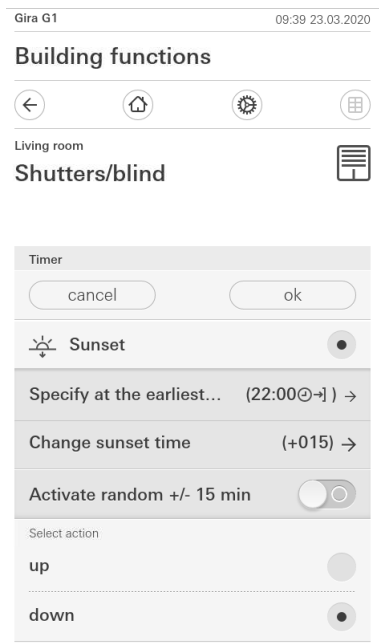 Gira G1 09:39 23.03.2020
Building functions
Living room
Shutters/blind
Timer
cancel ok
Sunset
Specify at the earliest... (22:00 ) →
Change sunset time (+015) →
Activate random +/- 15 min
Select action
up
down